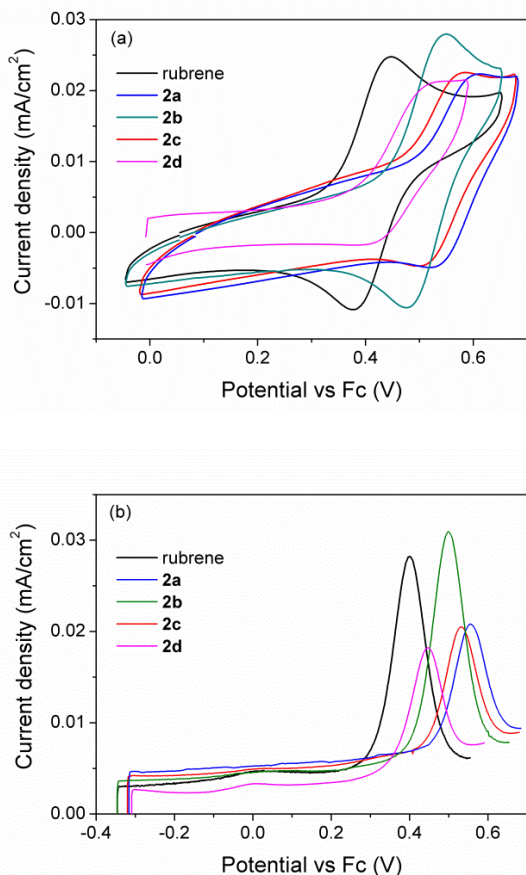 (a)
rubrene
2a
2b
2c
2d
0.03
0.02
0.01
0.00
-0.01
Current density (mA/cm²)
0.0 0.2 0.4 0.6
Potential vs Fc (V)
(b)
rubrene
2a
2b
2c
2d
0.03
0.02
0.01
0.00
Current density (mA/cm²)
-0.4 -0.2 0.0 0.2 0.4 0.6
Potential vs Fc (V)